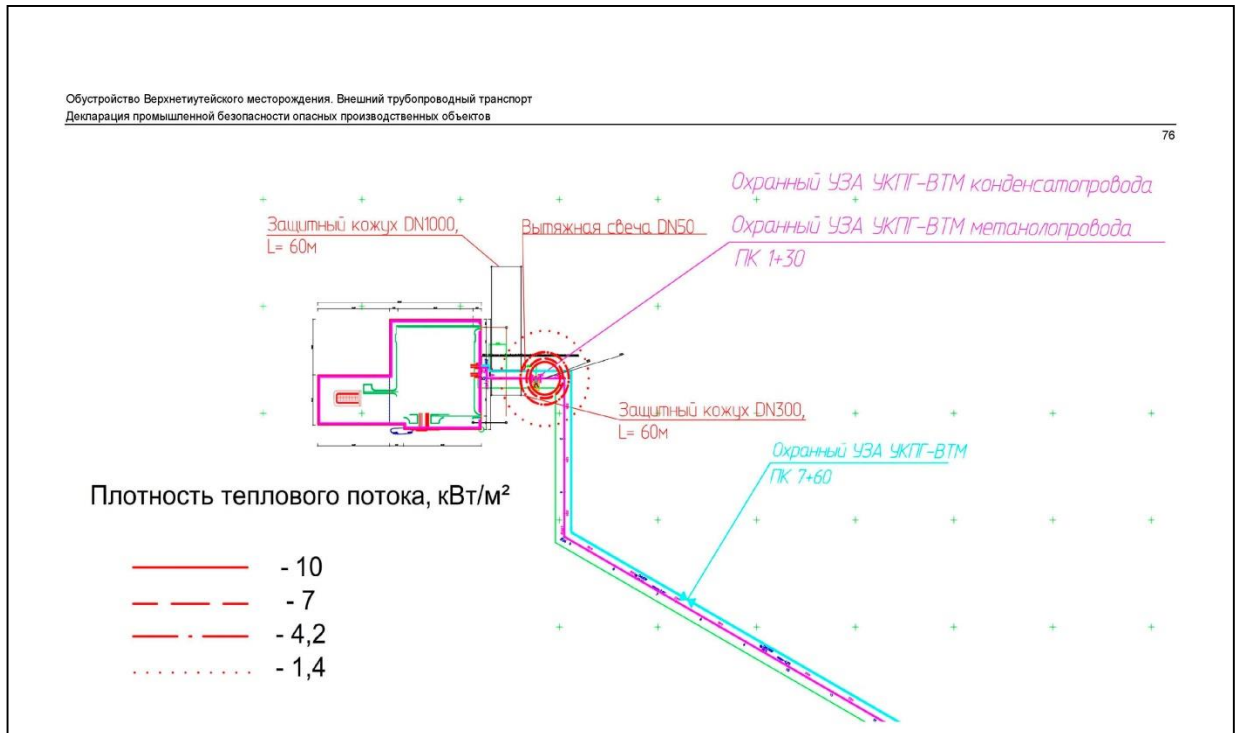 Обустройство Верхнетиутейского месторождения. Внешний трубопроводный транспорт
Декларация промышленной безопасности опасных производственных объектов
76
Охранный УЗА УКПГ-ВТМ конденсатопровода
Защитный кожух DN1000,
L= 60м
Вытяжная свеча DN50
Охранный УЗА УКПГ-ВТМ метанолопровода
ПК 1+30
Защитный кожух DN300,
L= 60м
Охранный УЗА УКПГ-ВТМ
ПК 7+60
Плотность теплового потока, кВт/м²
- 10
- 7
- 4,2
- 1,4